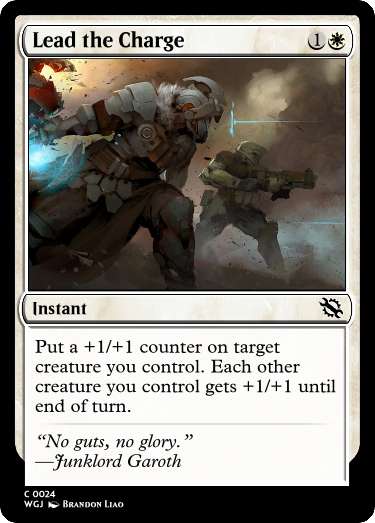 Lead the Charge 1
Instant
Put a +1/+1 counter on target
creature you control. Each other
creature you control gets +1/+1 until
end of turn.
“No guts, no glory.”
—Junklord Garoth
C 0024
WGJ Brandon Liao